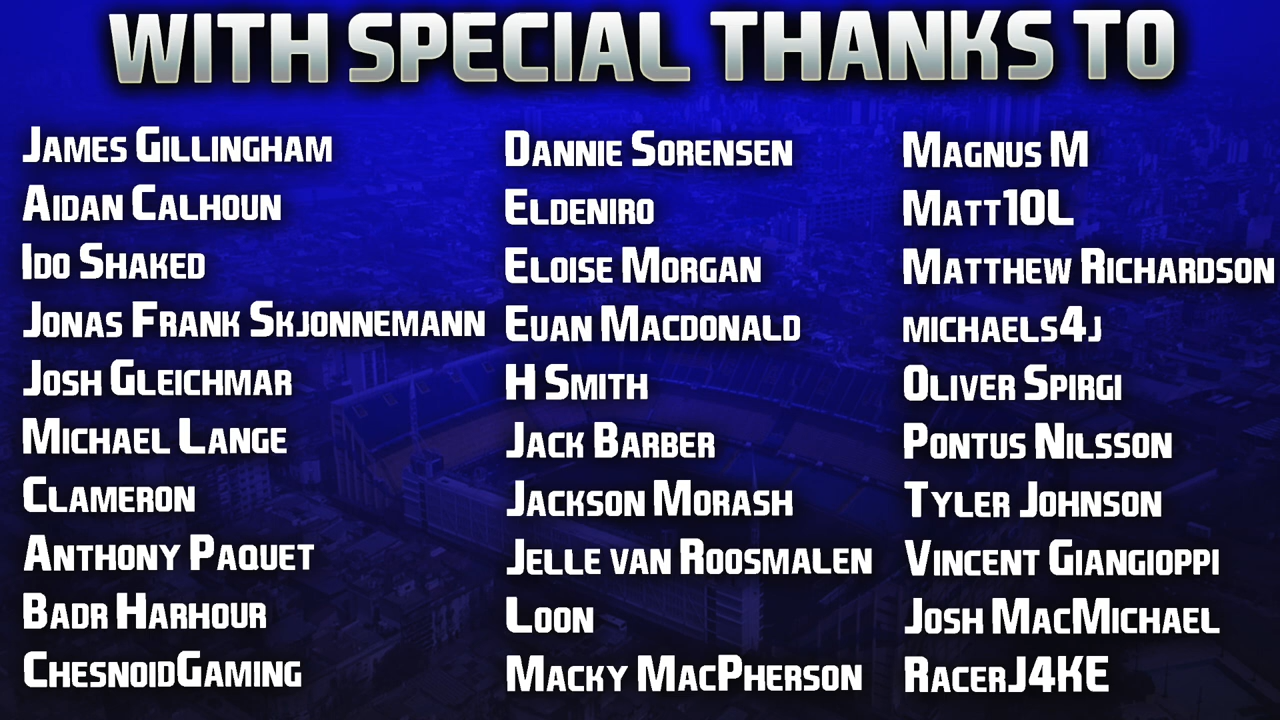 WITH SPECIAL THANKS TO
James Gillingham
Aidan Calhoun
Ido Shaked
Jonas Frank Skjonnemann
Josh Gleichmar
Michael Lange
Clameron
Anthony Paquet
Badr Harhour
ChesnoidGaming
Dannie Sorensen
Eldeniro
Eloise Morgan
Euan Macdonald
H Smith
Jack Barber
Jackson Morash
Jelle van Roosmalen
Loon
Macky MacPherson
Magnus M
Matt10L
Matthew Richardson
michaels4j
Oliver Spirgi
Pontus Nilsson
Tyler Johnson
Vincent Giangioppi
Josh MacMichael
RacerJ4KE